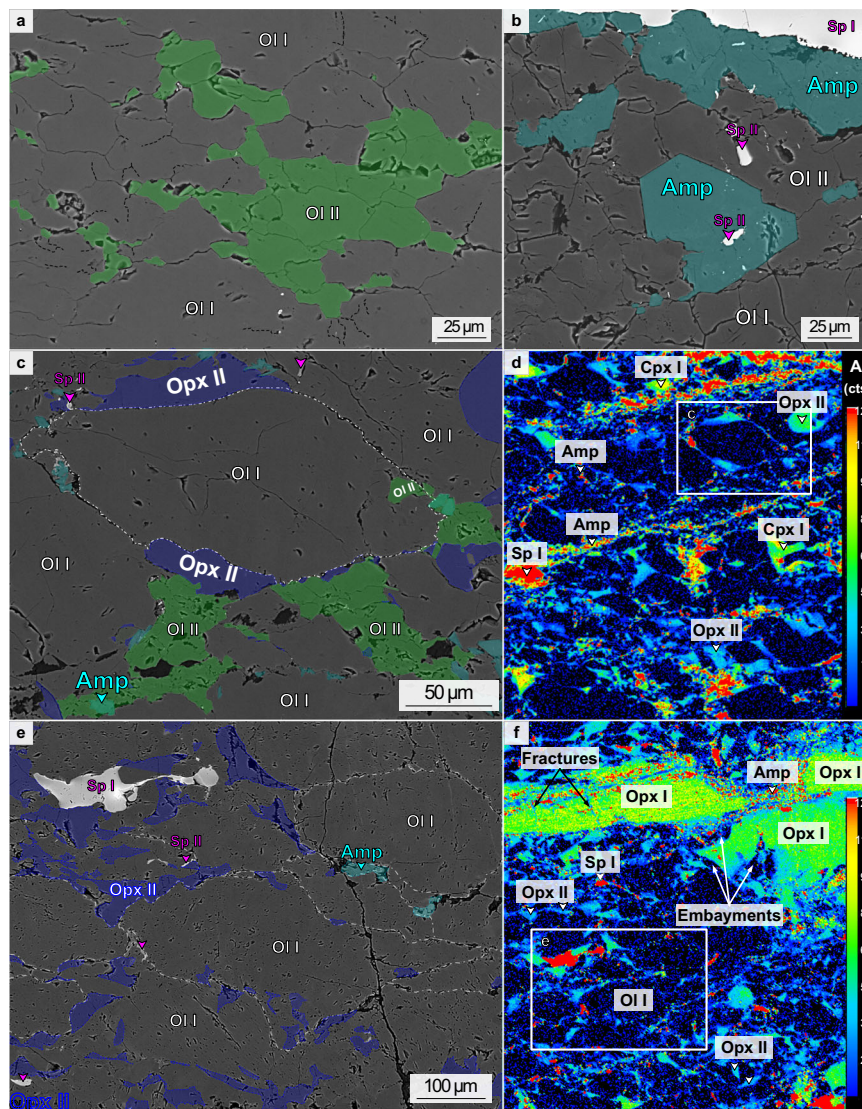 a
Ol I
Ol II
Ol I
25 µm
b
Sp I
Amp
Sp II
Amp
Ol II
Sp II
Ol I
25 µm
c
Sp II
Opx II
Ol I
Ol I
Ol II
Ol I
Opx II
Ol II
Ol II
Amp
Ol I
50 µm
d
Cpx I
A
(cts
Opx II
c
Amp
Amp
Cpx I
Sp I
Opx II
e
Sp I
Ol I
Sp II
Amp
Opx II
Ol I
Ol I
Opx II
100 µm
f
Fractures
Amp
Opx I
Opx I
Opx I
Sp I
Opx II
Embayments
e
Ol I
Opx II